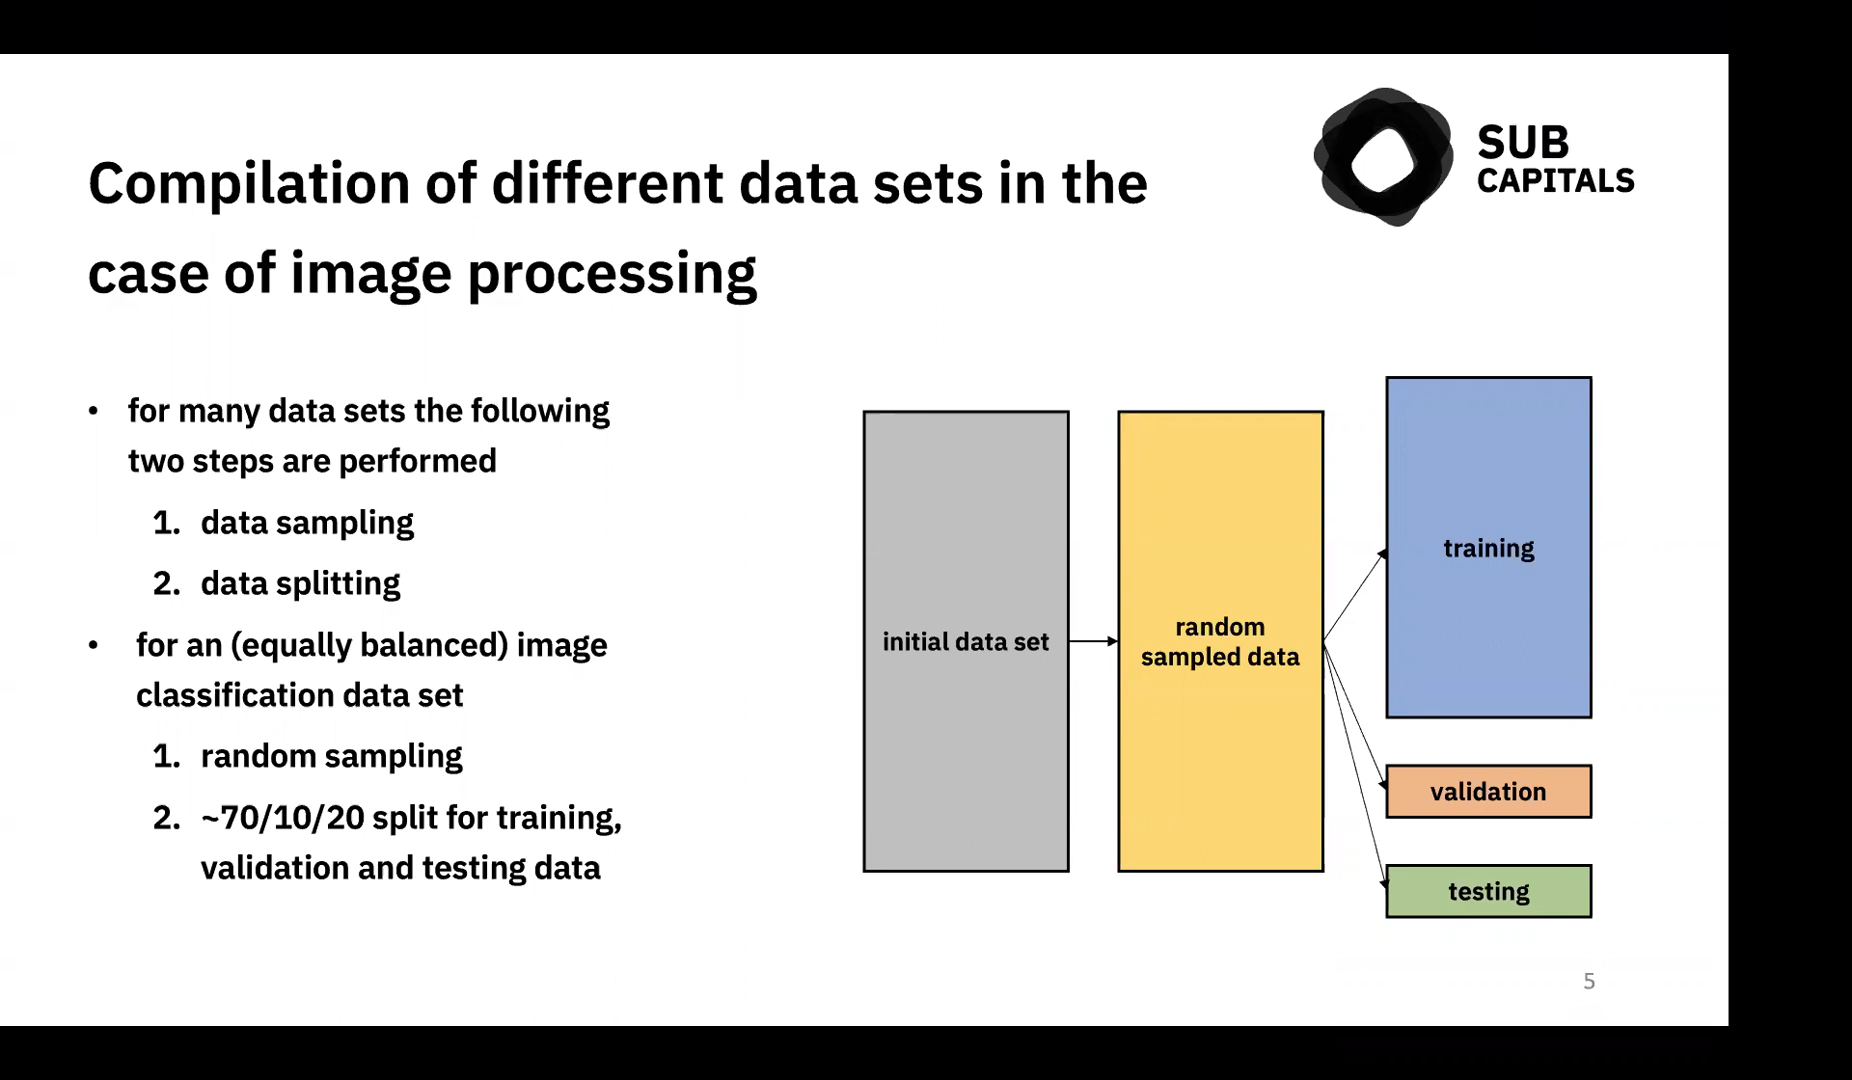 SUB
CAPITALS
Compilation of different data sets in the
case of image processing
• for many data sets the following
two steps are performed
1. data sampling
2. data splitting
• for an (equally balanced) image
classification data set
1. random sampling
2. ~70/10/20 split for training,
validation and testing data
initial data set
random
sampled data
training
validation
testing
5